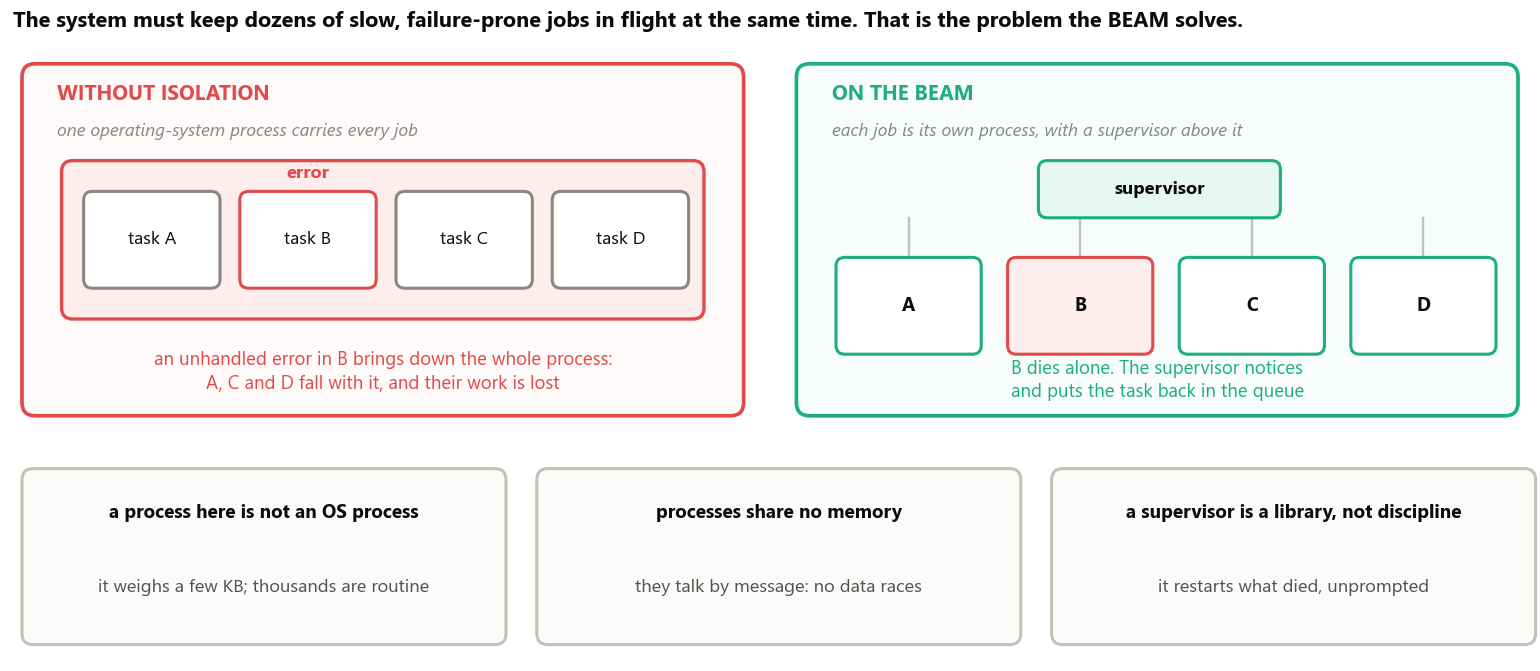 The system must keep dozens of slow, failure-prone jobs in flight at the same time. That is the problem the BEAM solves.
WITHOUT ISOLATION
one operating-system process carries every job
error
task A
task B
task C
task D
an unhandled error in B brings down the whole process:
A, C and D fall with it, and their work is lost
ON THE BEAM
each job is its own process, with a supervisor above it
supervisor
A
B
C
D
B dies alone. The supervisor notices
and puts the task back in the queue
a process here is not an OS process
it weighs a few KB; thousands are routine
processes share no memory
they talk by message: no data races
a supervisor is a library, not discipline
it restarts what died, unprompted